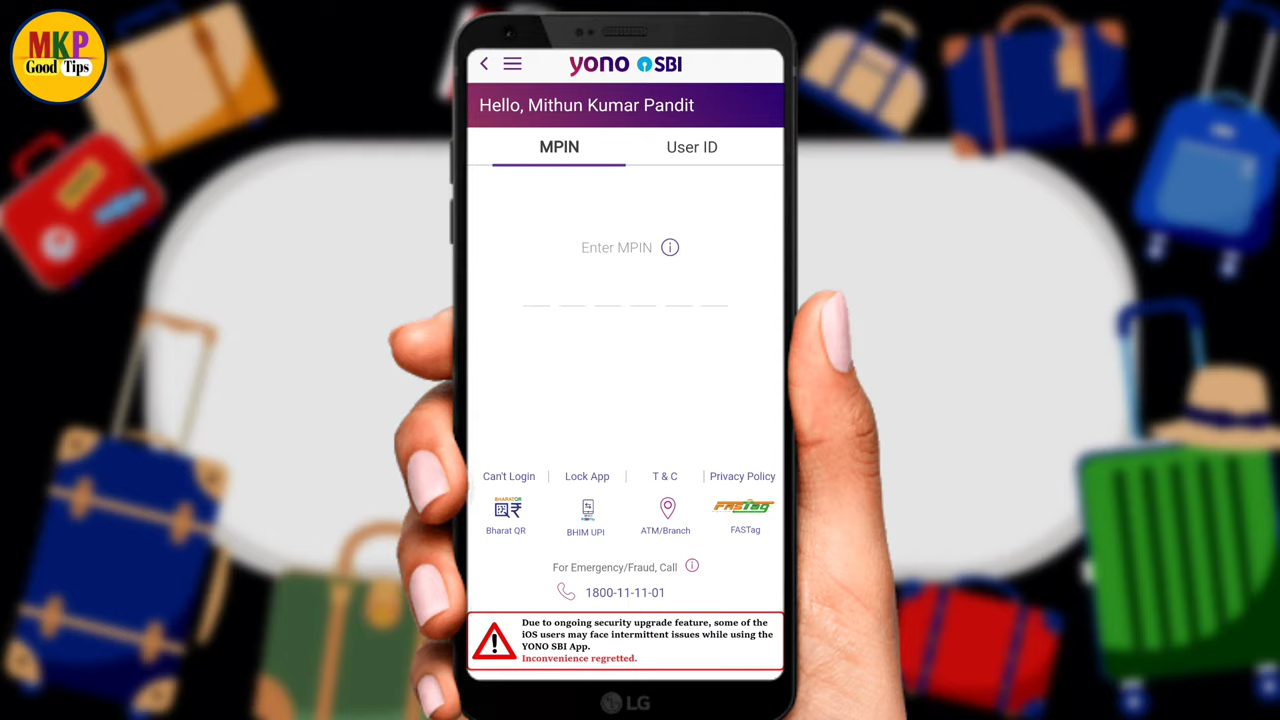 MKP
Good Tips
yono SBI
Hello, Mithun Kumar Pandit
MPIN
User ID
Enter MPIN
Can't Login
Lock App
T & C
Privacy Policy
BHARATQR
FASTag
Bharat QR
BHIM UPI
ATM/Branch
FASTag
For Emergency/Fraud, Call
1800-11-11-01
Due to ongoing security upgrade feature, some of the
iOS users may face intermittent issues while using the
YONO SBI App.
Inconvenience regretted.
LG